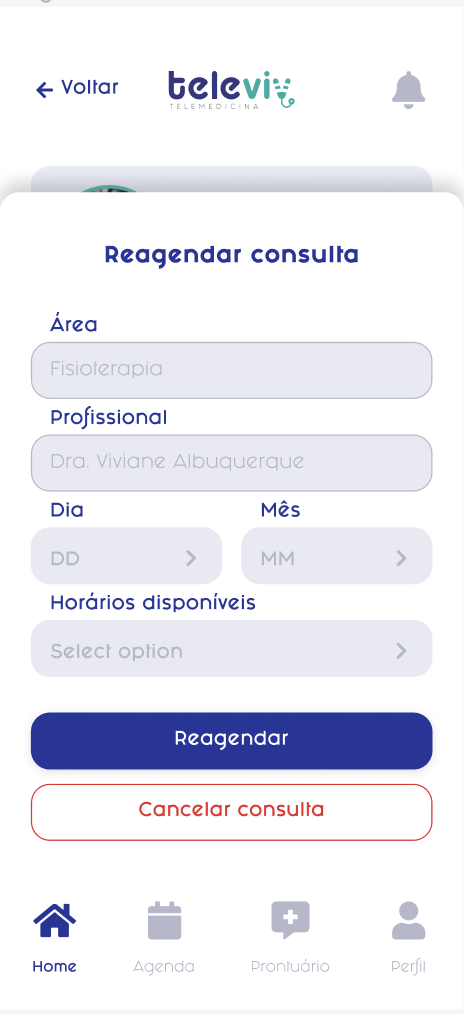 Voltar
televiv
TELEMEDICINA
Reagendar consulta
Área
Fisioterapia
Profissional
Dra. Viviane Albuquerque
Dia Mês
DD MM
Horários disponíveis
Select option
Reagendar
Cancelar consulta
Home Agenda Prontuário Perfil